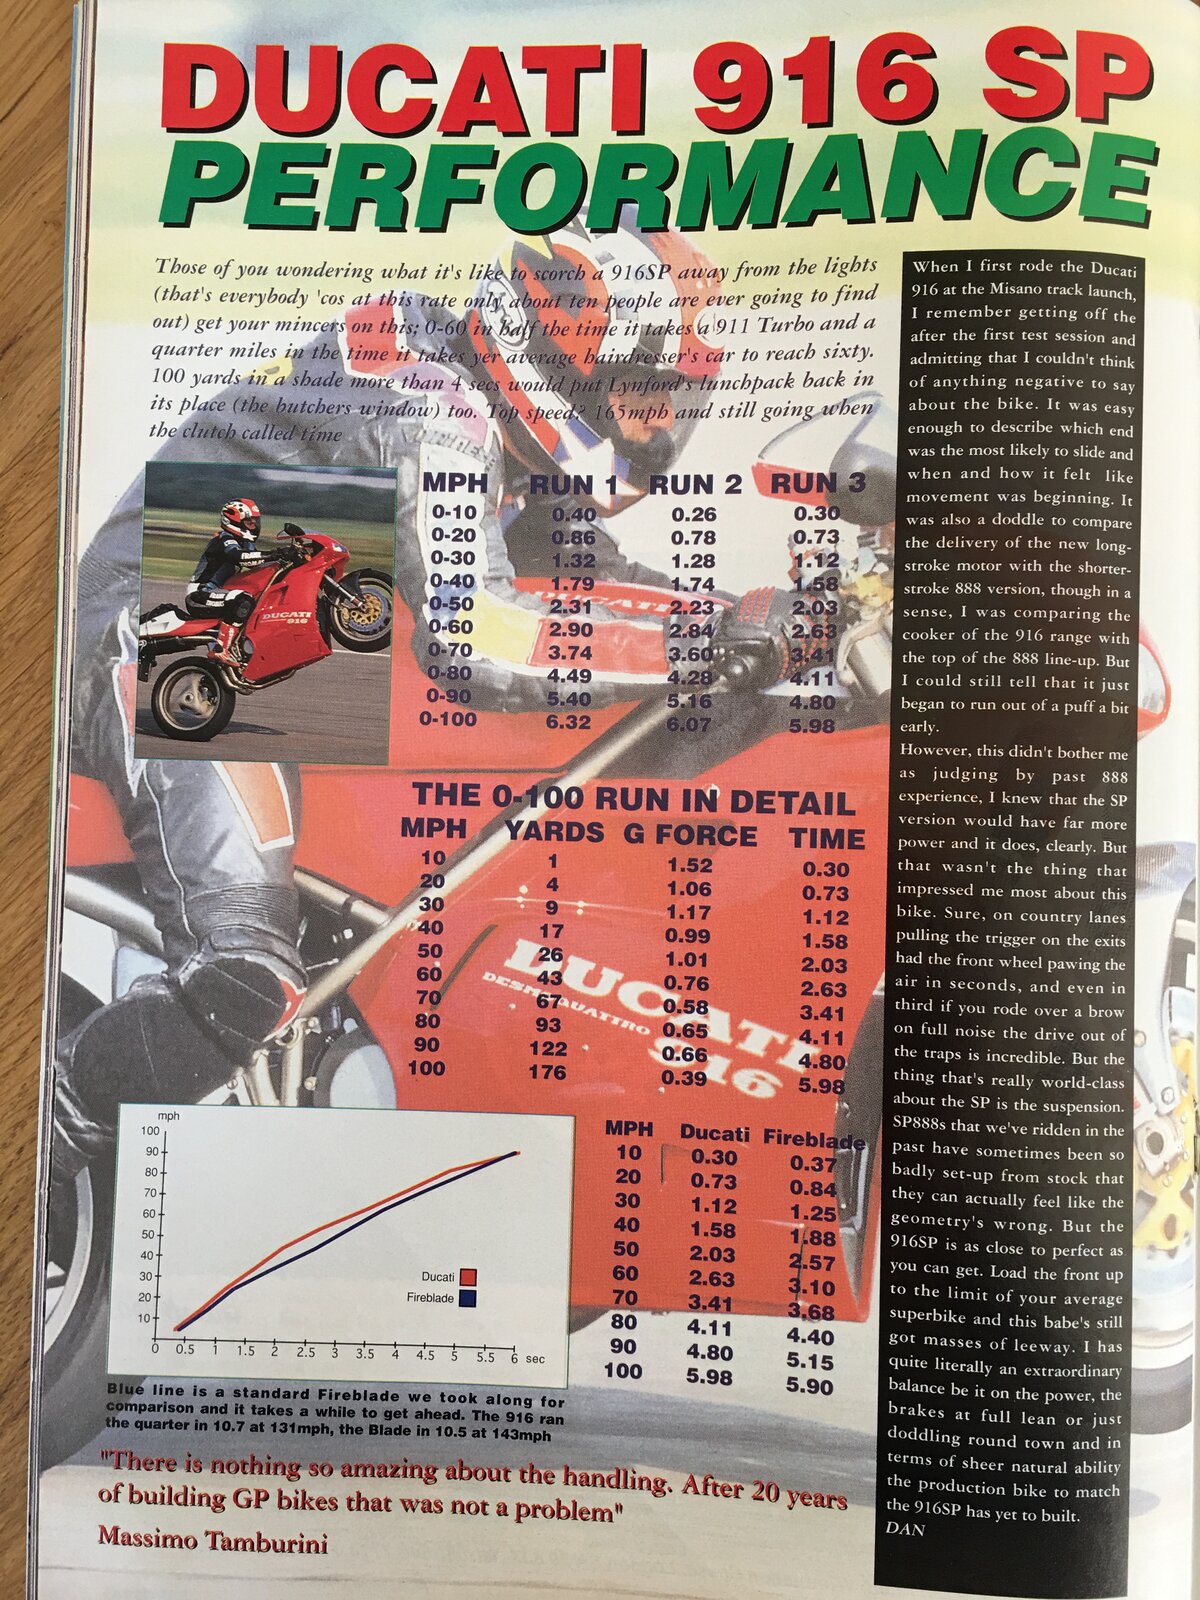 DUCATI 916 SP
PERFORMANCE
Those of you wondering what it's like to scorch a 916SP away from the lights
(that's everybody 'cos at this rate only about ten people are ever going to find
out) get your mincers on this; 0-60 in half the time it takes a 911 Turbo and a
quarter miles in the time it takes yer average hairdresser's car to reach sixty.
100 yards in a shade more than 4 secs would put Lynford's lunchpack back in
its place (the butchers window) too. Top speed? 165mph and still going when
the clutch called time
FRANK
THOMAS
FRANK
THOMAS
DUCATI
916
MPH RUN 1 RUN 2 RUN 3
0-10 0.40 0.26 0.30
0-20 0.86 0.78 0.73
0-30 1.32 1.28 1.12
0-40 1.79 1.74 1.58
0-50 2.31 2.23 2.03
0-60 2.90 2.84 2.63
0-70 3.74 3.60 3.41
0-80 4.49 4.28 4.11
0-90 5.40 5.16 4.80
0-100 6.32 6.07 5.98
DUCATI
THE 0-100 RUN IN DETAIL
MPH YARDS G FORCE TIME
10 1 1.52 0.30
20 4 1.06 0.73
30 9 1.17 1.12
40 17 0.99 1.58
50 26 1.01 2.03
60 43 0.76 2.63
70 67 0.58 3.41
80 93 0.65 4.11
90 122 0.66 4.80
100 176 0.39 5.98
DUCATI
DESMOQUATTRO
916
mph
100
90
80
70
60
50
40
30
20
10
0 0.5 1 1.5 2 2.5 3 3.5 4 4.5 5 5.5 6 sec
Ducati
Fireblade
MPH Ducati Fireblade
10 0.30 0.37
20 0.73 0.84
30 1.12 1.25
40 1.58 1.88
50 2.03 2.57
60 2.63 3.10
70 3.41 3.68
80 4.11 4.40
90 4.80 5.15
100 5.98 5.90
Blue line is a standard Fireblade we took along for
comparison and it takes a while to get ahead. The 916 ran
the quarter in 10.7 at 131mph, the Blade in 10.5 at 143mph
"There is nothing so amazing about the handling. After 20 years
of building GP bikes that was not a problem"
Massimo Tamburini
When I first rode the Ducati
916 at the Misano track launch,
I remember getting off the
after the first test session and
admitting that I couldn't think
of anything negative to say
about the bike. It was easy
enough to describe which end
was the most likely to slide and
when and how it felt like
movement was beginning. It
was also a doddle to compare
the delivery of the new long-
stroke motor with the shorter-
stroke 888 version, though in a
sense, I was comparing the
cooker of the 916 range with
the top of the 888 line-up. But
I could still tell that it just
began to run out of a puff a bit
early.
However, this didn't bother me
as judging by past 888
experience, I knew that the SP
version would have far more
power and it does, clearly. But
that wasn't the thing that
impressed me most about this
bike. Sure, on country lanes
pulling the trigger on the exits
had the front wheel pawing the
air in seconds, and even in
third if you rode over a brow
on full noise the drive out of
the traps is incredible. But the
thing that's really world-class
about the SP is the suspension.
SP888s that we've ridden in the
past have sometimes been so
badly set-up from stock that
they can actually feel like the
geometry's wrong. But the
916SP is as close to perfect as
you can get. Load the front up
to the limit of your average
superbike and this babe's still
got masses of leeway. I has
quite literally an extraordinary
balance be it on the power, the
brakes at full lean or just
doddling round town and in
terms of sheer natural ability
the production bike to match
the 916SP has yet to built.
DAN